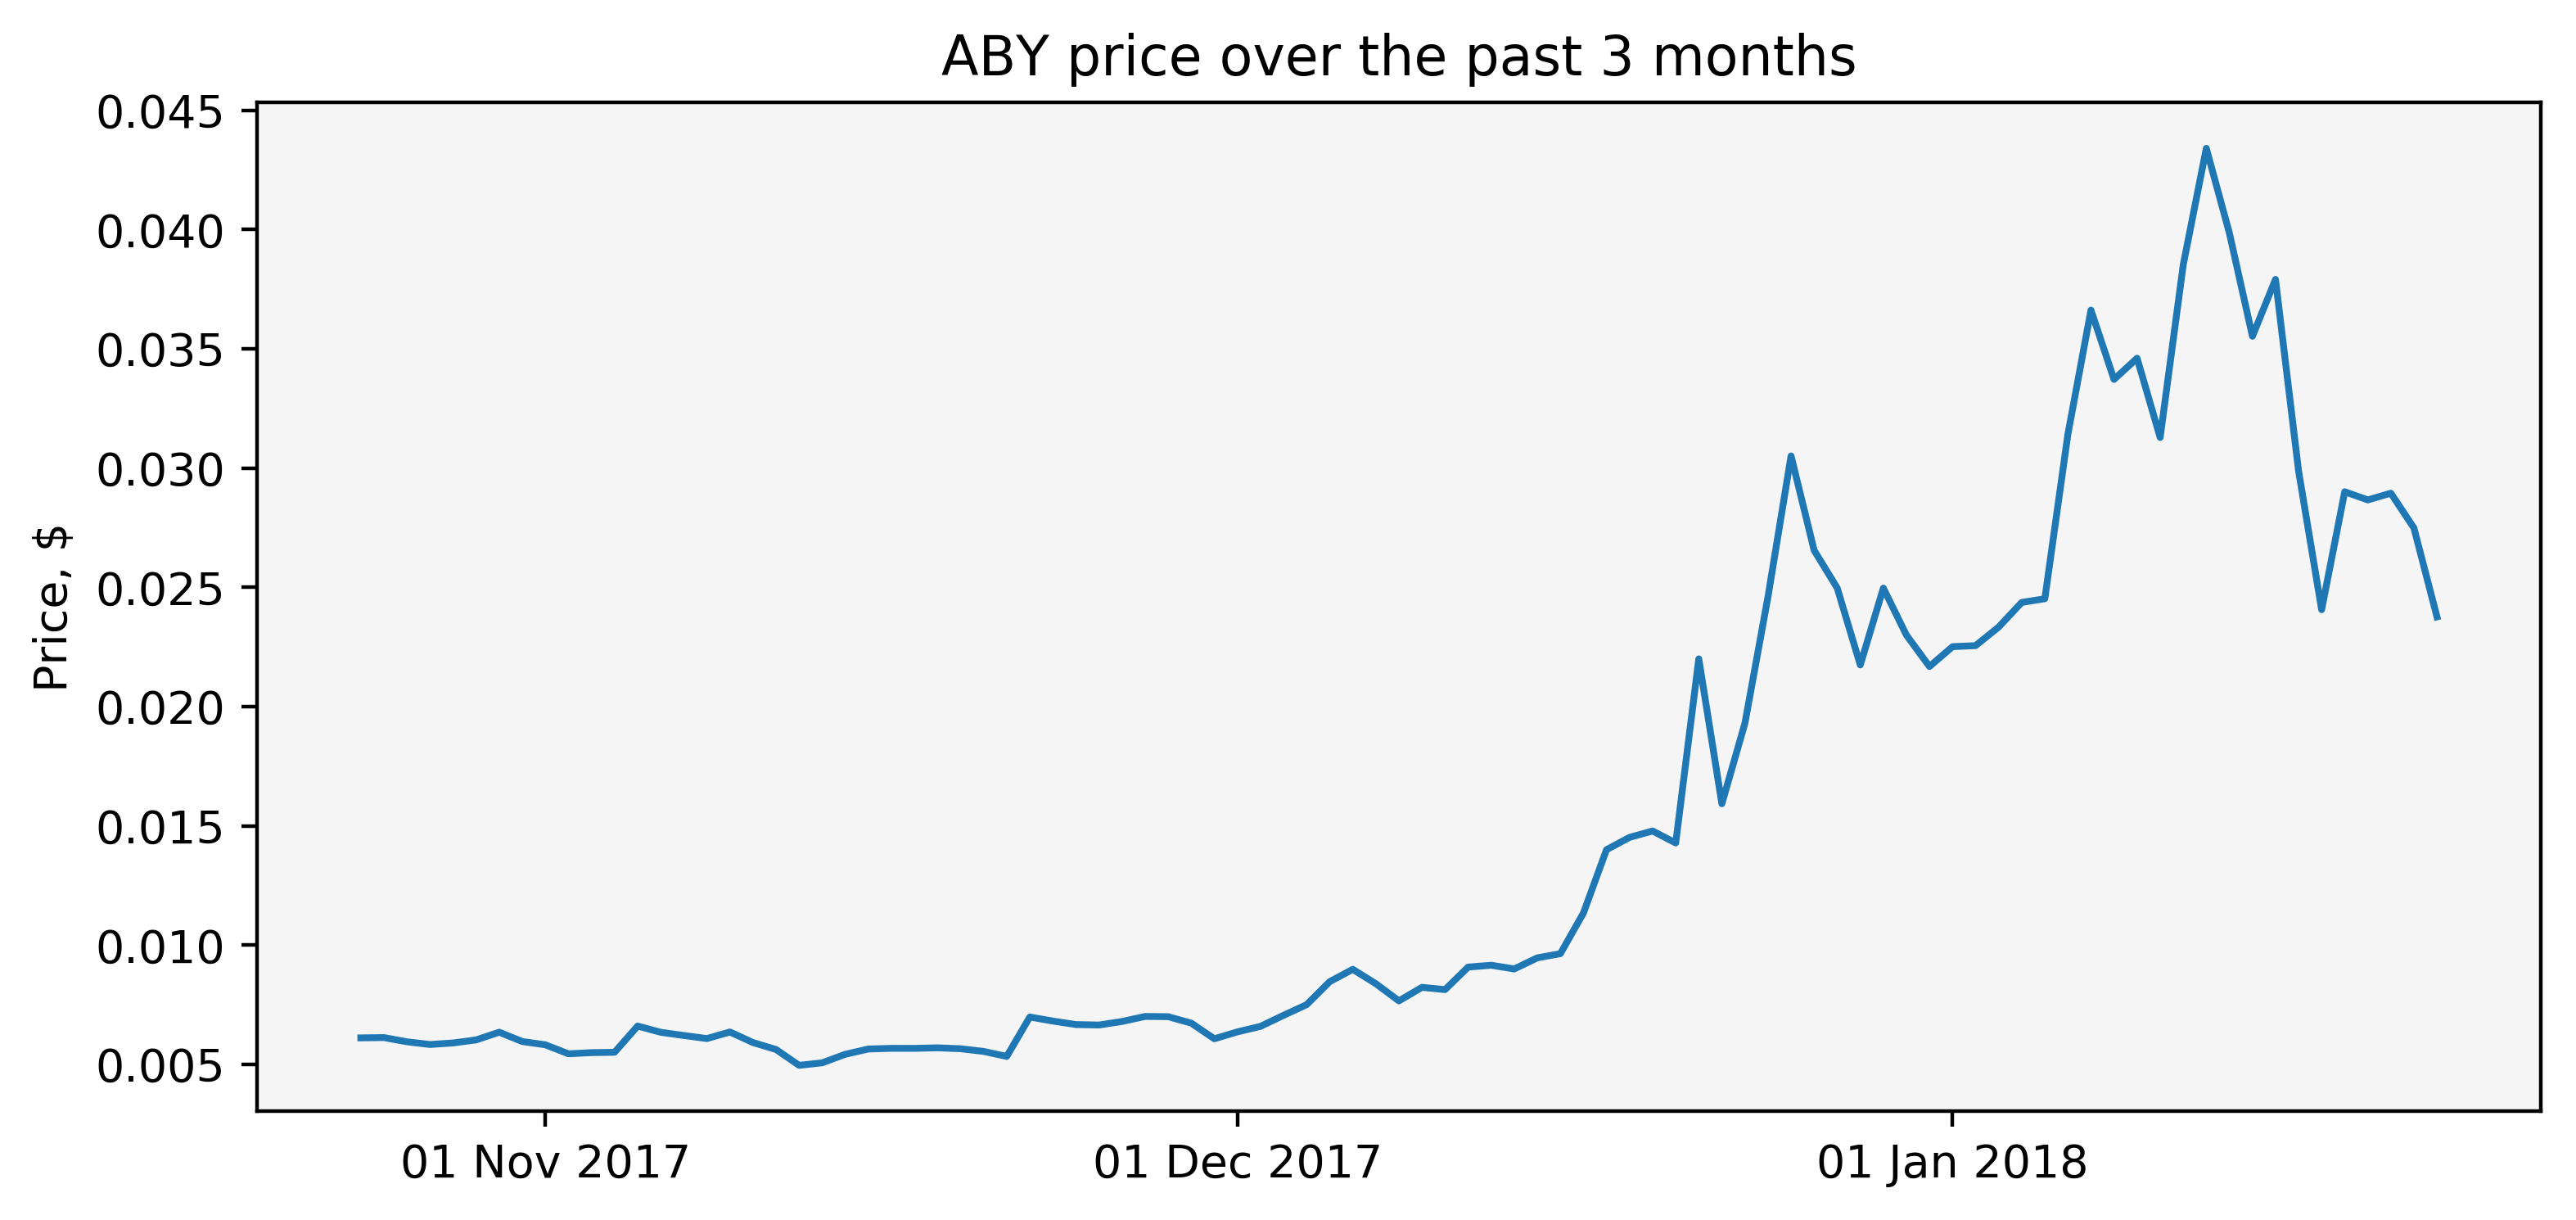 ABY price over the past 3 months
Price, $
0.045
0.040
0.035
0.030
0.025
0.020
0.015
0.010
0.005
01 Nov 2017
01 Dec 2017
01 Jan 2018